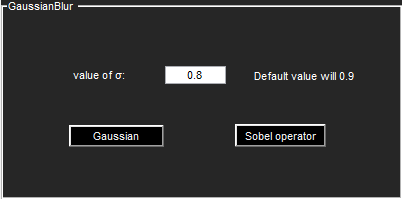 GaussianBlur
value of σ: 0.8 Default value will 0.9
Gaussian Sobel operator